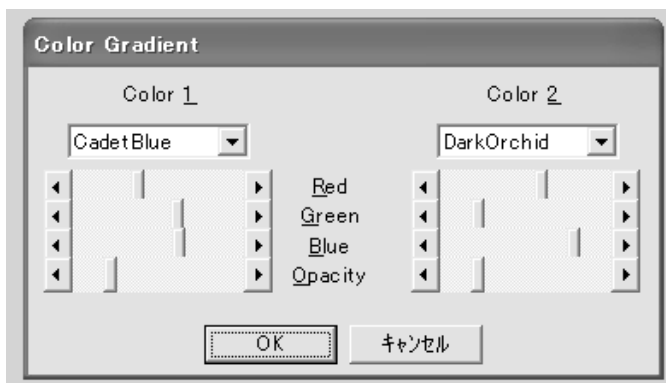 Color Gradient
Color 1
Color 2
CadetBlue
DarkOrchid
Red
Green
Blue
Opacity
OK
キャンセル